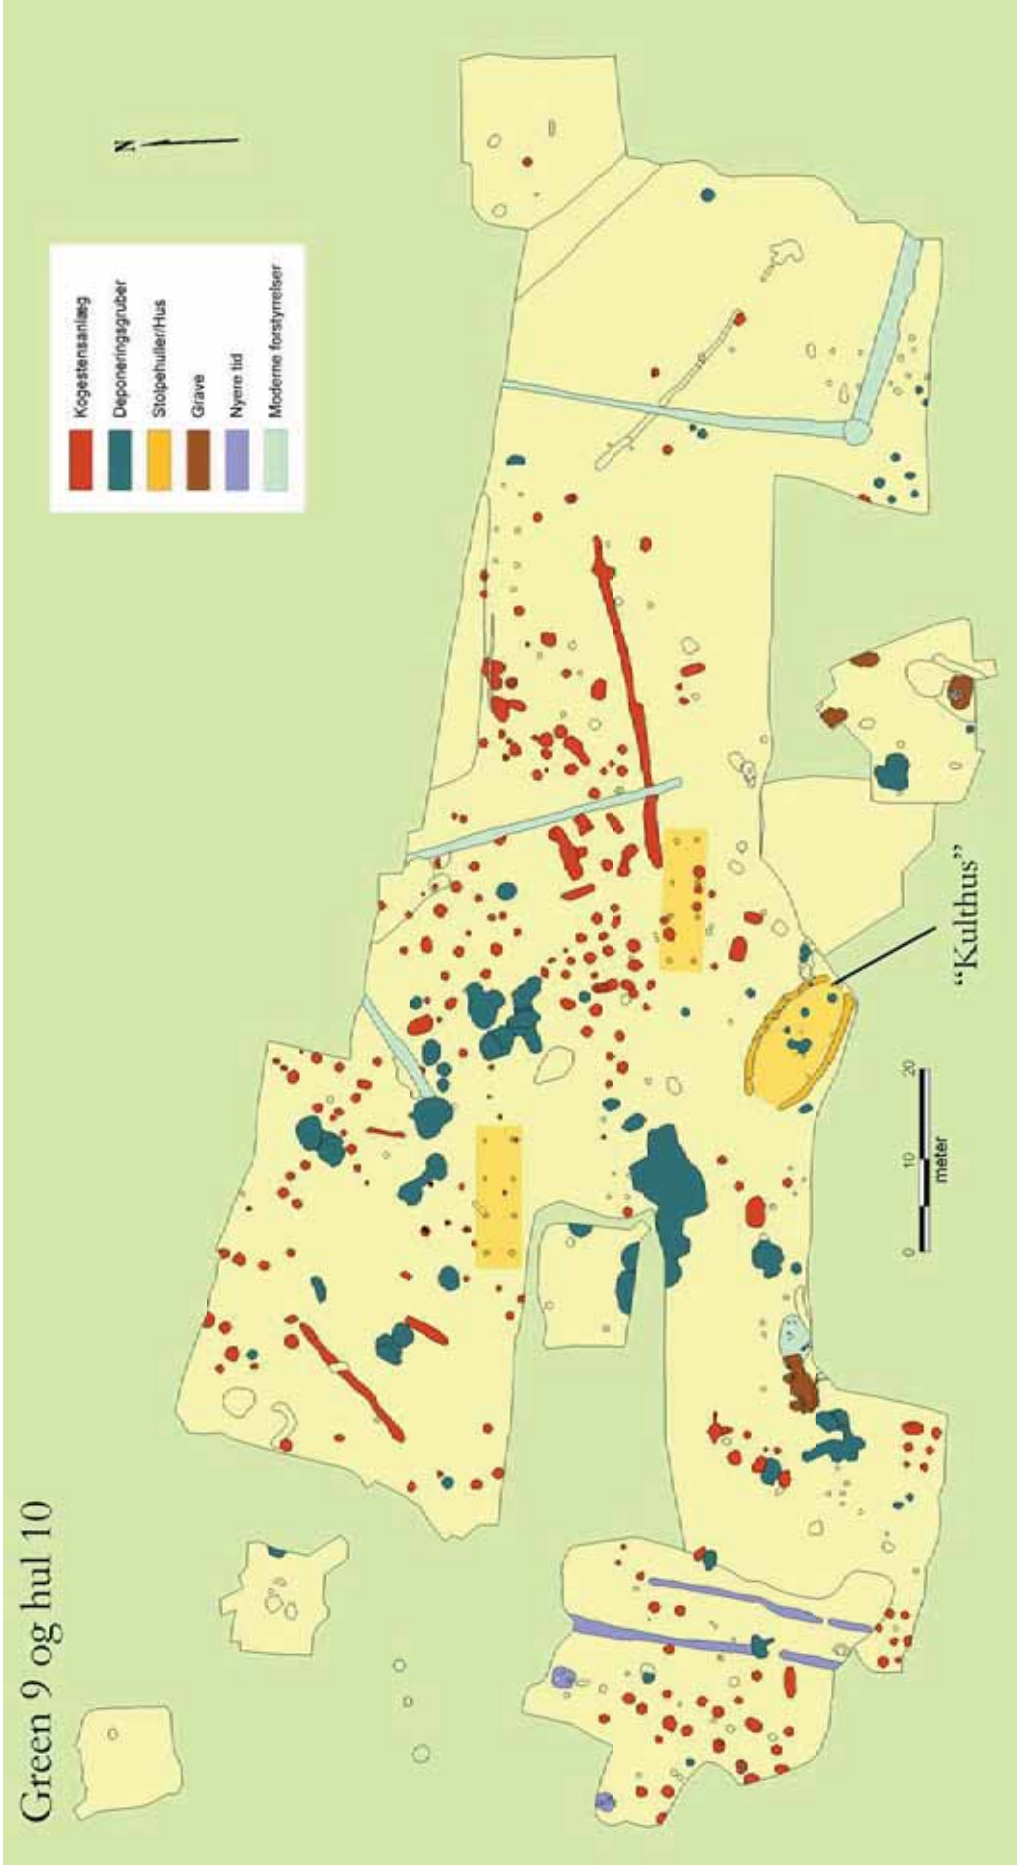 Green 9 og hul 10
N
Kogestensanlæg
Deponeringsgruber
Stolpehuller/Hus
Grave
Nyere tid
Moderne forstyrrelser
"Kulthus"
0 10 20
meter